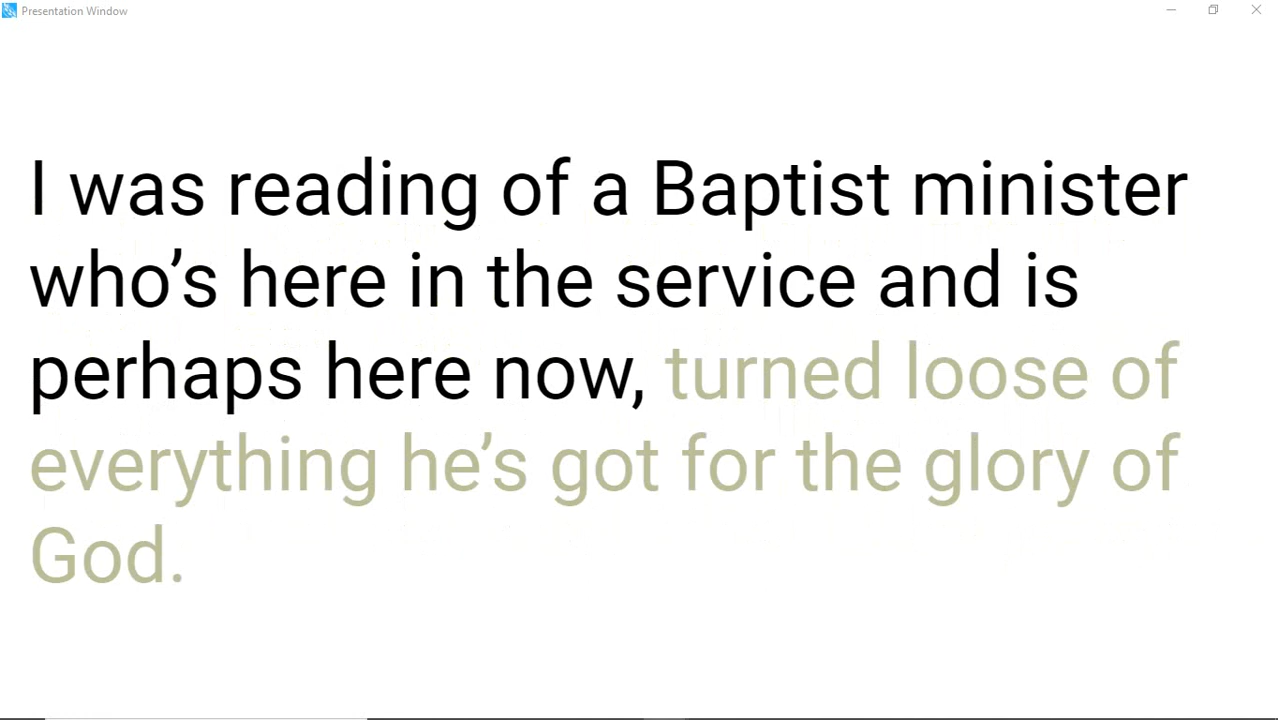 Presentation Window
I was reading of a Baptist minister
who’s here in the service and is
perhaps here now, turned loose of
everything he’s got for the glory of
God.